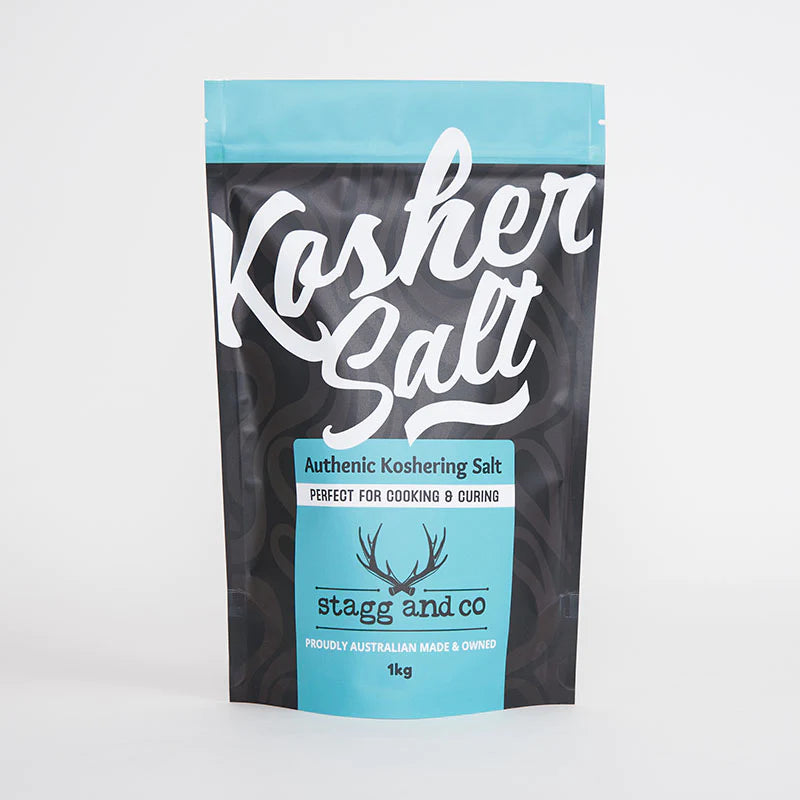 Kosher
Salt
Authenic Koshering Salt
PERFECT FOR COOKING & CURING
stagg and co
PROUDLY AUSTRALIAN MADE & OWNED
1kg